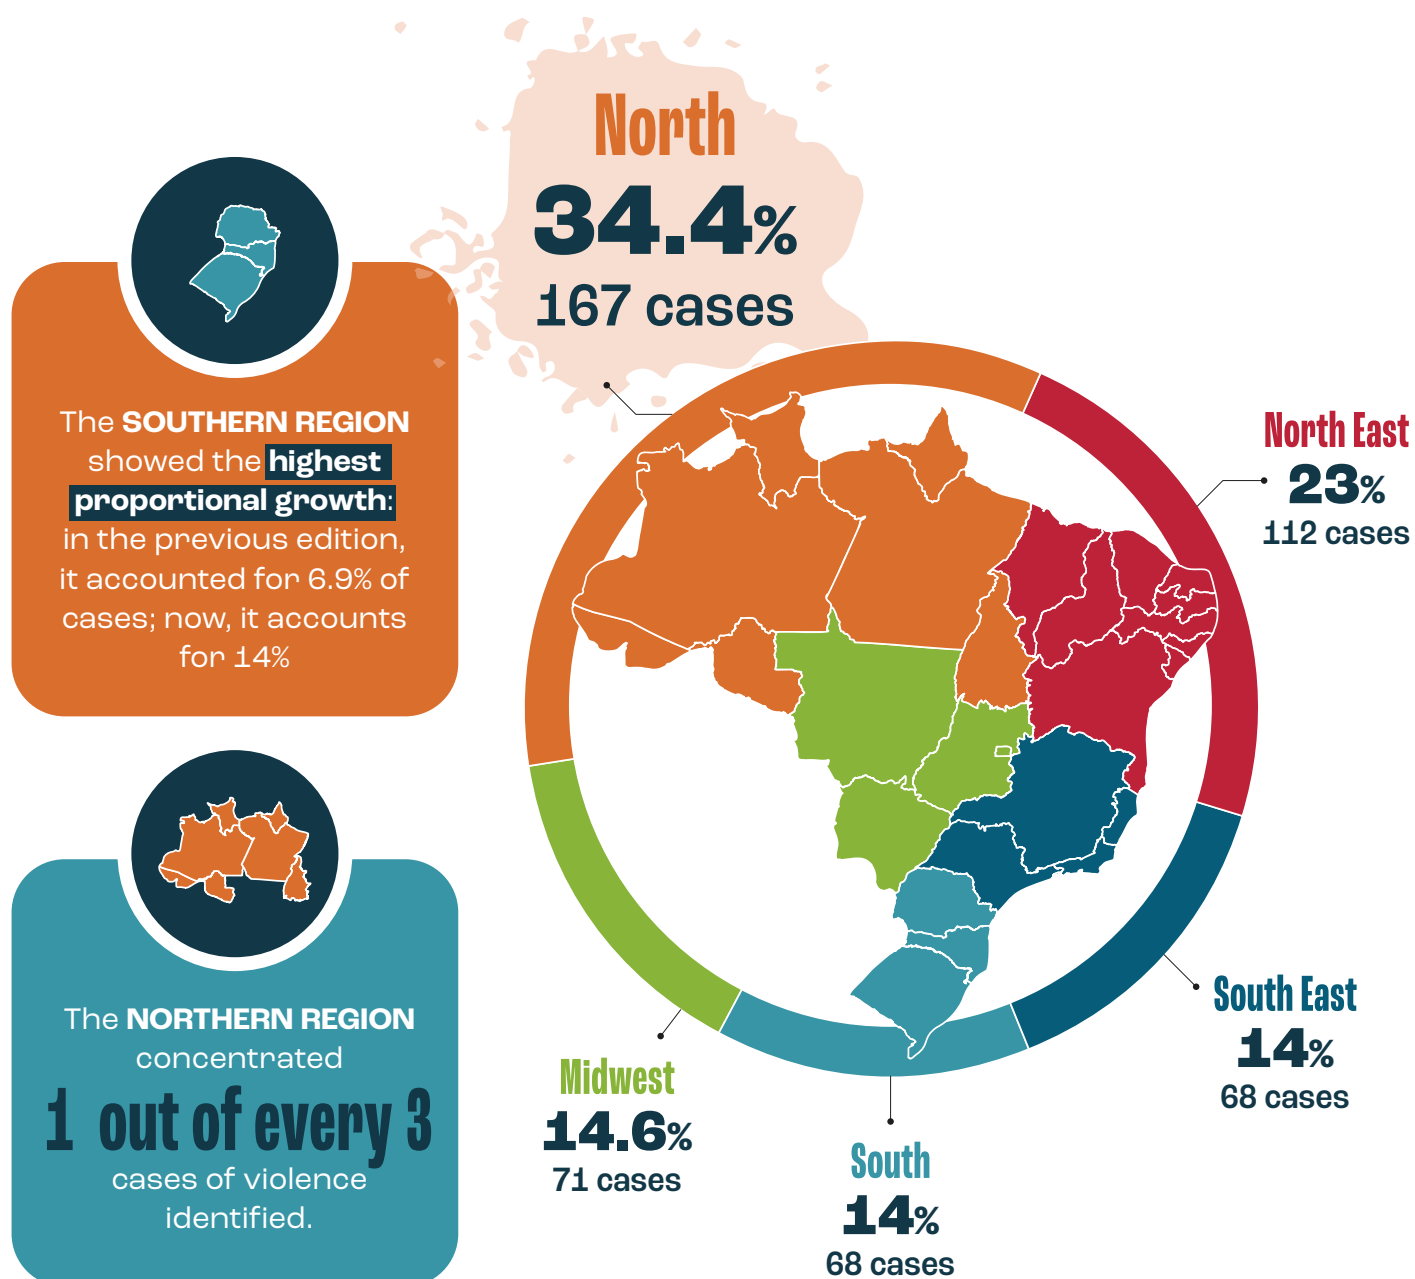 North
34.4%
167 cases
The SOUTHERN REGION
showed the highest
proportional growth:
in the previous edition,
it accounted for 6.9% of
cases; now, it accounts
for 14%
North East
23%
112 cases
The NORTHERN REGION
concentrated
1 out of every 3
cases of violence
identified.
Midwest
14.6%
71 cases
South
14%
68 cases
South East
14%
68 cases